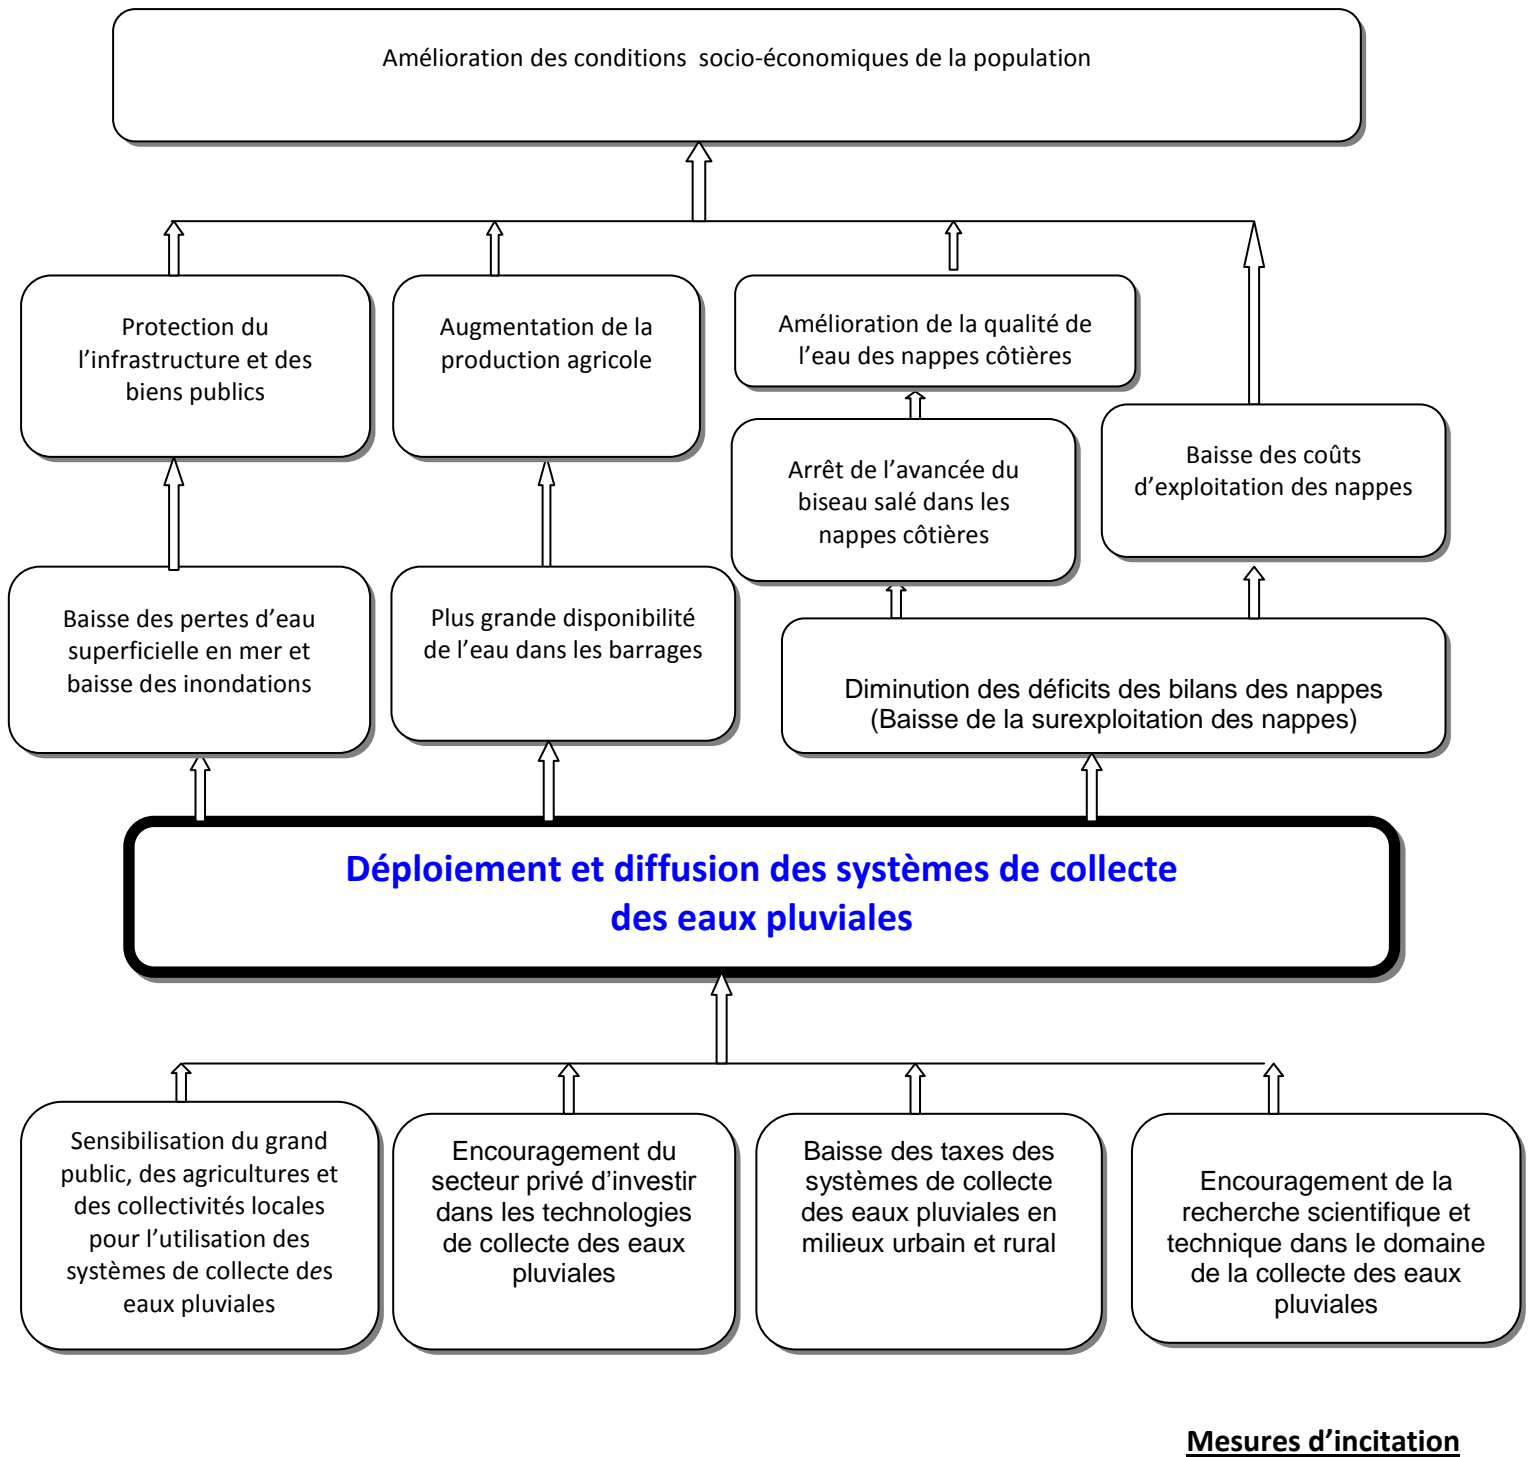 Amélioration des conditions socio-économiques de la population
Protection du
l’infrastructure et des
biens publics
Augmentation de la
production agricole
Amélioration de la qualité de
l’eau des nappes côtières
Arrêt de l’avancée du
biseau salé dans les
nappes côtières
Baisse des coûts
d’exploitation des nappes
Baisse des pertes d’eau
superficielle en mer et
baisse des inondations
Plus grande disponibilité
de l’eau dans les barrages
Diminution des déficits des bilans des nappes
(Baisse de la surexploitation des nappes)
Déploiement et diffusion des systèmes de collecte
des eaux pluviales
Sensibilisation du grand
public, des agricultures et
des collectivités locales
pour l’utilisation des
systèmes de collecte des
eaux pluviales
Encouragement du
secteur privé d’investir
dans les technologies
de collecte des eaux
pluviales
Baisse des taxes des
systèmes de collecte
des eaux pluviales en
milieux urbain et rural
Encouragement de la
recherche scientifique et
technique dans le domaine
de la collecte des eaux
pluviales
Mesures d’incitation